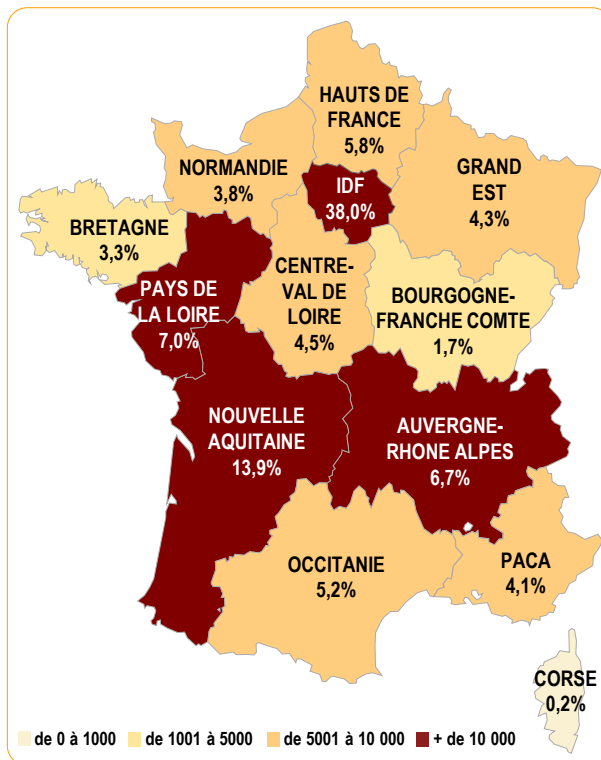 HAUTS DE
FRANCE
5,8%
NORMANDIE
3,8%
IDF
38,0%
GRAND
EST
4,3%
BRETAGNE
3,3%
PAYS DE
LA LOIRE
7,0%
CENTRE-
VAL DE
LOIRE
4,5%
BOURGOGNE-
FRANCHE COMTE
1,7%
NOUVELLE
AQUITAINE
13,9%
AUVERGNE-
RHONE ALPES
6,7%
OCCITANIE
5,2%
PACA
4,1%
CORSE
0,2%
de 0 à 1000 de 1001 à 5000 de 5001 à 10 000 + de 10 000